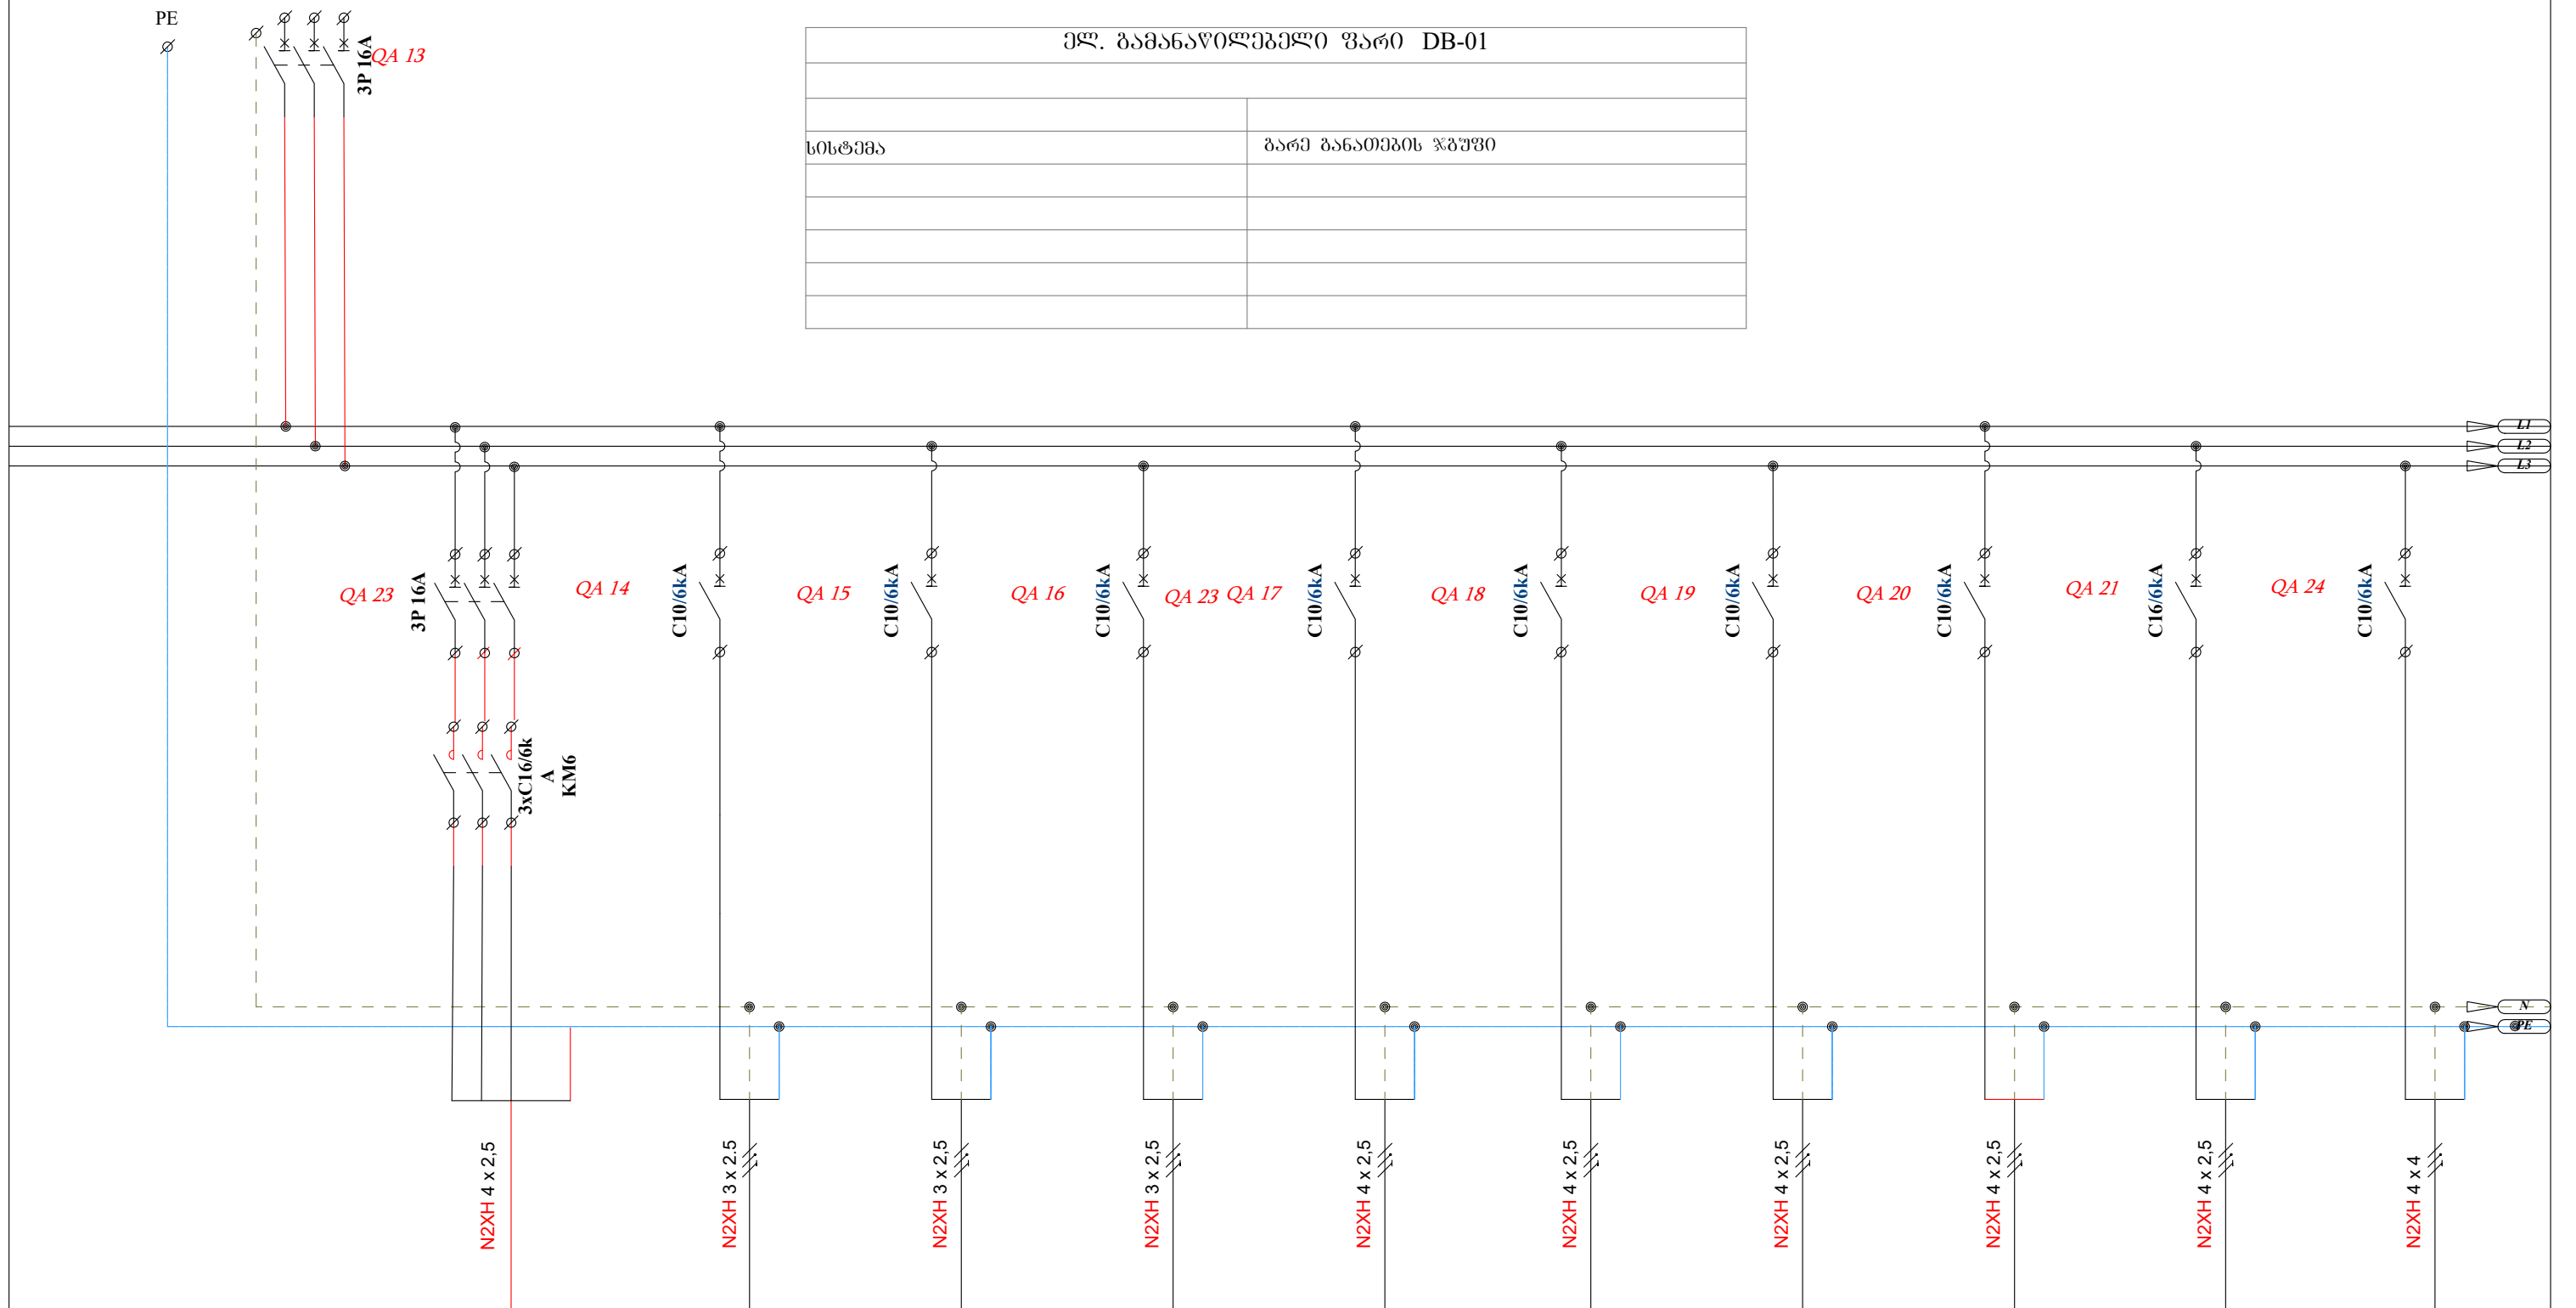 PE
3P 16A
QA 13
ელ. გამანაწილებელი ფარი DB-01
სისტემა
გარე განათების ჯგუფი
L1
L2
L3
QA 23
3P 16A
QA 14
C10/6kA
QA 15
C10/6kA
QA 16
C10/6kA
QA 23
QA 17
C10/6kA
QA 18
C10/6kA
QA 19
C10/6kA
QA 20
C10/6kA
QA 21
C16/6kA
QA 24
C10/6kA
3xC16/6k
A
KM6
N
PE
N2XH 4 x 2,5
N2XH 3 x 2.5
N2XH 3 x 2,5
N2XH 3 x 2,5
N2XH 4 x 2,5
N2XH 4 x 2,5
N2XH 4 x 2,5
N2XH 4 x 2,5
N2XH 4 x 2,5
N2XH 4 x 4